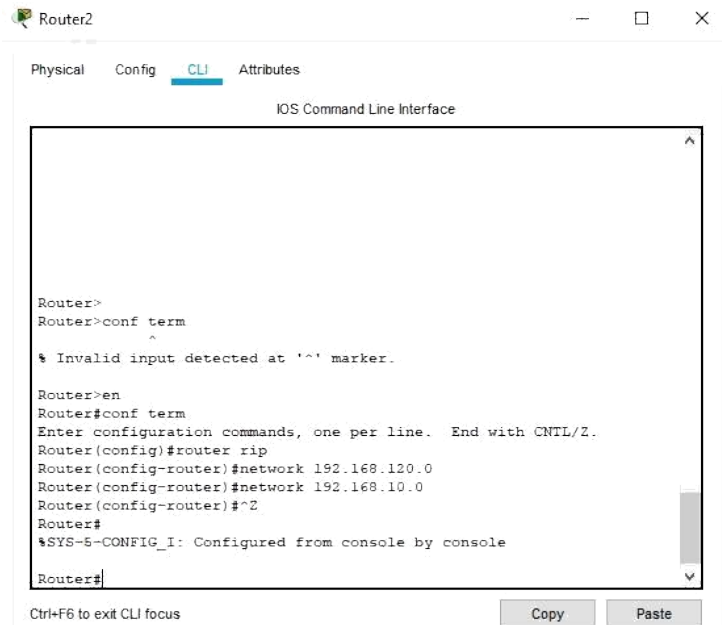 Router2
Physical Config CLI Attributes
IOS Command Line Interface
Router>
Router>conf term
^
% Invalid input detected at '^' marker.
Router>en
Router#conf term
Enter configuration commands, one per line.  End with CNTL/Z.
Router(config)#router rip
Router(config-router)#network 192.168.120.0
Router(config-router)#network 192.168.10.0
Router(config-router)#^Z
Router#
%SYS-5-CONFIG_I: Configured from console by console
Router#
Ctrl+F6 to exit CLI focus
Copy Paste